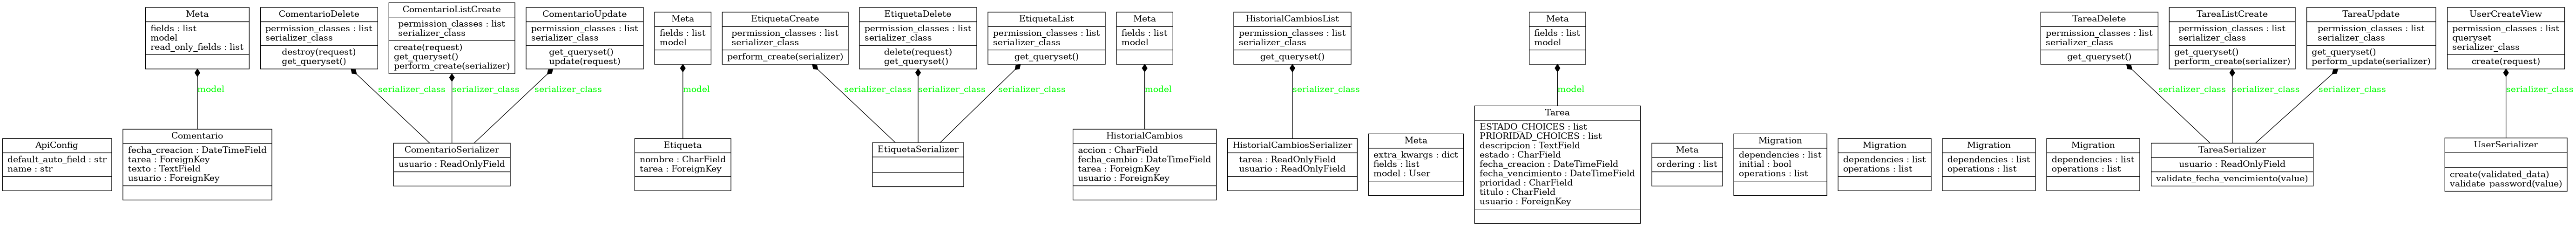 Meta
fields : list
model
read_only_fields : list
ComentarioDelete
permission_classes : list
serializer_class
destroy(request)
get_queryset()
ComentarioListCreate
permission_classes : list
serializer_class
create(request)
get_queryset()
perform_create(serializer)
ComentarioUpdate
permission_classes : list
serializer_class
get_queryset()
update(request)
Meta
fields : list
model
EtiquetaCreate
permission_classes : list
serializer_class
perform_create(serializer)
EtiquetaDelete
permission_classes : list
serializer_class
delete(request)
get_queryset()
EtiquetaList
permission_classes : list
serializer_class
get_queryset()
Meta
fields : list
model
HistorialCambiosList
permission_classes : list
serializer_class
get_queryset()
Meta
fields : list
model
TareaDelete
permission_classes : list
serializer_class
get_queryset()
TareaListCreate
permission_classes : list
serializer_class
get_queryset()
perform_create(serializer)
TareaUpdate
permission_classes : list
serializer_class
get_queryset()
perform_update(serializer)
UserCreateView
permission_classes : list
queryset
serializer_class
create(request)
model
serializer_class
serializer_class
serializer_class
model
serializer_class
serializer_class
serializer_class
model
serializer_class
model
serializer_class
serializer_class
serializer_class
serializer_class
ApiConfig
default_auto_field : str
name : str
Comentario
fecha_creacion : DateTimeField
tarea : ForeignKey
texto : TextField
usuario : ForeignKey
ComentarioSerializer
usuario : ReadOnlyField
Etiqueta
nombre : CharField
tarea : ForeignKey
EtiquetaSerializer
HistorialCambios
accion : CharField
fecha_cambio : DateTimeField
tarea : ForeignKey
usuario : ForeignKey
HistorialCambiosSerializer
tarea : ReadOnlyField
usuario : ReadOnlyField
Meta
extra_kwargs : dict
fields : list
model : User
Tarea
ESTADO_CHOICES : list
PRIORIDAD_CHOICES : list
descripcion : TextField
estado : CharField
fecha_creacion : DateTimeField
fecha_vencimiento : DateTimeField
prioridad : CharField
titulo : CharField
usuario : ForeignKey
Meta
ordering : list
Migration
dependencies : list
initial : bool
operations : list
Migration
dependencies : list
operations : list
Migration
dependencies : list
operations : list
Migration
dependencies : list
operations : list
TareaSerializer
usuario : ReadOnlyField
validate_fecha_vencimiento(value)
UserSerializer
create(validated_data)
validate_password(value)